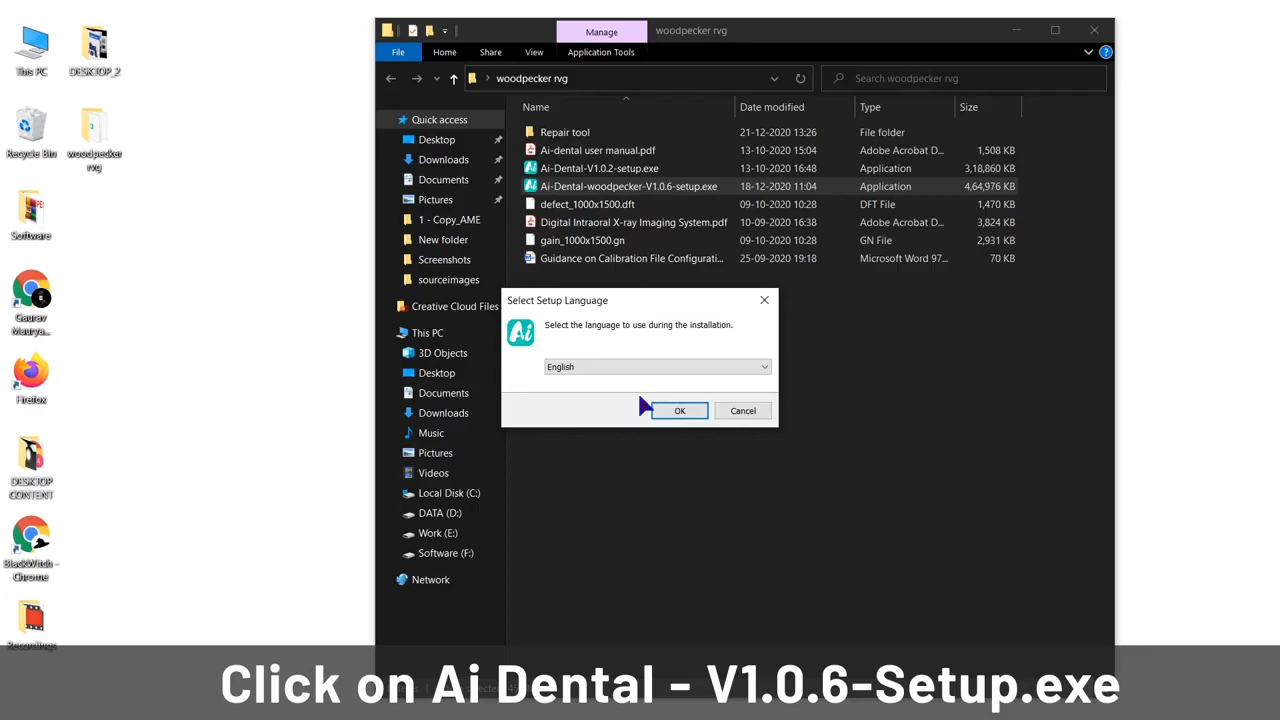 This PC
DESKTOP_2
Recycle Bin
woodpecker
rvg
Software
Gaurav
Maurya...
Firefox
DESKTOP
CONTENT
BlackWitch -
Chrome
Recordings
Manage
woodpecker rvg
File
Home
Share
View
Application Tools
woodpecker rvg
Search woodpecker rvg
Name
Date modified
Type
Size
Quick access
Desktop
Downloads
Documents
Pictures
1 - Copy_AME
New folder
Screenshots
sourceimages
Creative Cloud Files
This PC
3D Objects
Desktop
Documents
Downloads
Music
Pictures
Videos
Local Disk (C:)
DATA (D:)
Work (E:)
Software (F:)
Network
Repair tool 21-12-2020 13:26 File folder
Ai-dental user manual.pdf 13-10-2020 15:04 Adobe Acrobat D... 1,508 KB
Ai-Dental-V1.0.2-setup.exe 13-10-2020 16:48 Application 3,18,860 KB
Ai-Dental-woodpecker-V1.0.6-setup.exe 18-12-2020 11:04 Application 4,64,976 KB
defect_1000x1500.dft 09-10-2020 10:28 DFT File 1,470 KB
Digital Intraoral X-ray Imaging System.pdf 10-09-2020 16:38 Adobe Acrobat D... 3,824 KB
gain_1000x1500.gn 09-10-2020 10:28 GN File 2,931 KB
Guidance on Calibration File Configurati... 25-09-2020 19:18 Microsoft Word 97... 70 KB
Select Setup Language
Ai
Select the language to use during the installation.
English
OK
Cancel
Click on Ai Dental - V1.0.6-Setup.exe